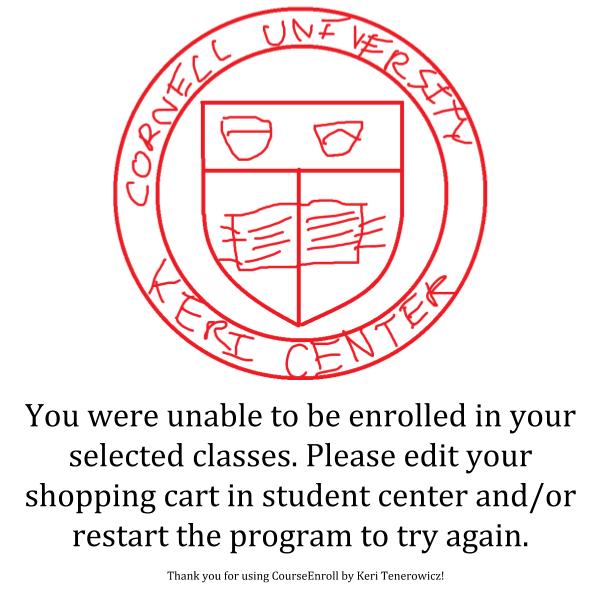 CORNELL UNIVERSITY
KERI CENTER
You were unable to be enrolled in your
selected classes. Please edit your
shopping cart in student center and/or
restart the program to try again.
Thank you for using CourseEnroll by Keri Tenerowicz!